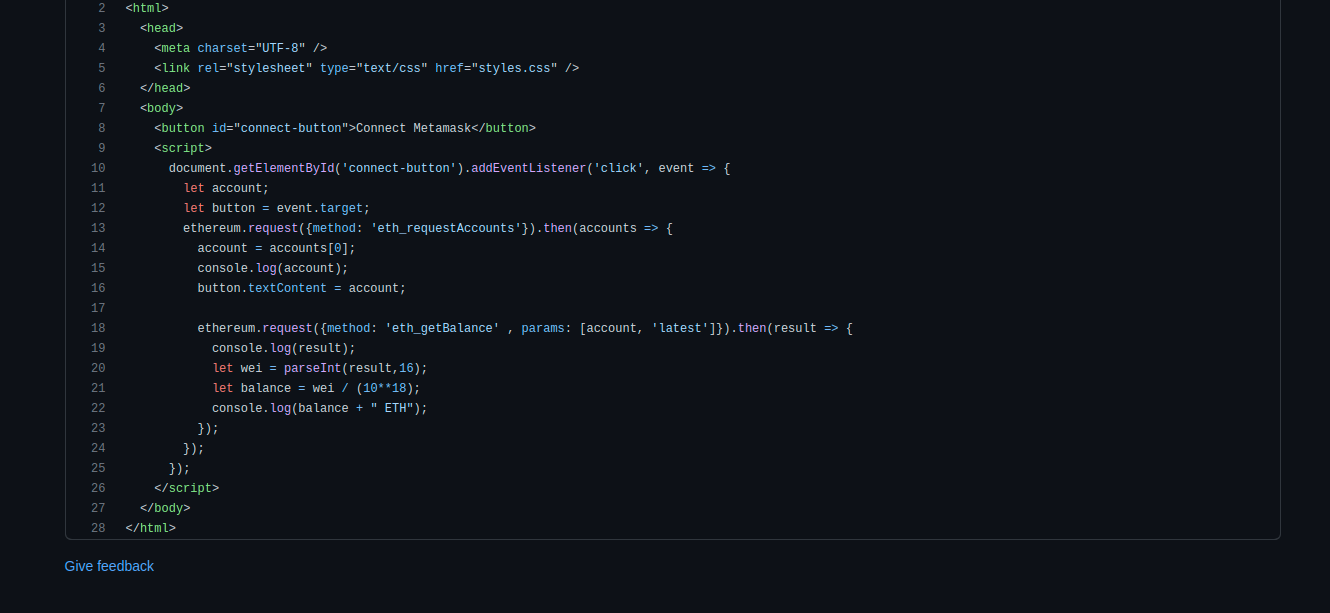 2 <html>
3 <head>
4 <meta charset="UTF-8" />
5 <link rel="stylesheet" type="text/css" href="styles.css" />
6 </head>
7 <body>
8 <button id="connect-button">Connect Metamask</button>
9 <script>
10 document.getElementById('connect-button').addEventListener('click', event => {
11 let account;
12 let button = event.target;
13 ethereum.request({method: 'eth_requestAccounts'}).then(accounts => {
14 account = accounts[0];
15 console.log(account);
16 button.textContent = account;
17
18 ethereum.request({method: 'eth_getBalance' , params: [account, 'latest']}).then(result => {
19 console.log(result);
20 let wei = parseInt(result,16);
21 let balance = wei / (10**18);
22 console.log(balance + " ETH");
23 });
24 });
25 });
26 </script>
27 </body>
28 </html>
Give feedback